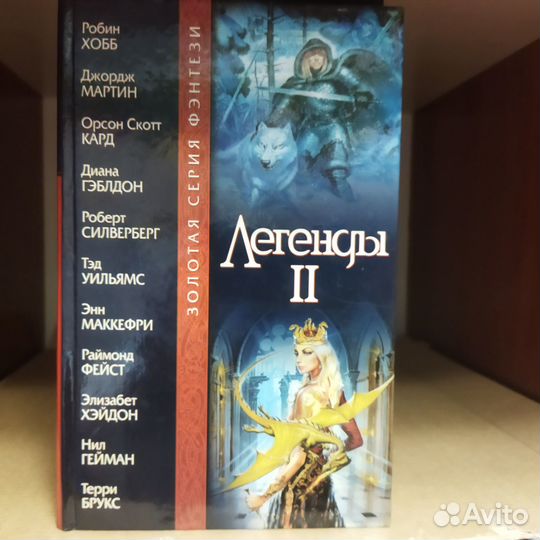 Робин
ХОББ
Джордж
МАРТИН
Орсон Скотт
КАРД
Диана
ГЭБЛДОН
Роберт
СИЛВЕРБЕРГ
Тэд
УИЛЬЯМС
Энн
МАККЕФРИ
Раймонд
ФЕЙСТ
Элизабет
ХЭЙДОН
Нил
ГЕЙМАН
Терри
БРУКС
ЗОЛОТАЯ СЕРИЯ ФЭНТЕЗИ
Легенды
II
Avito